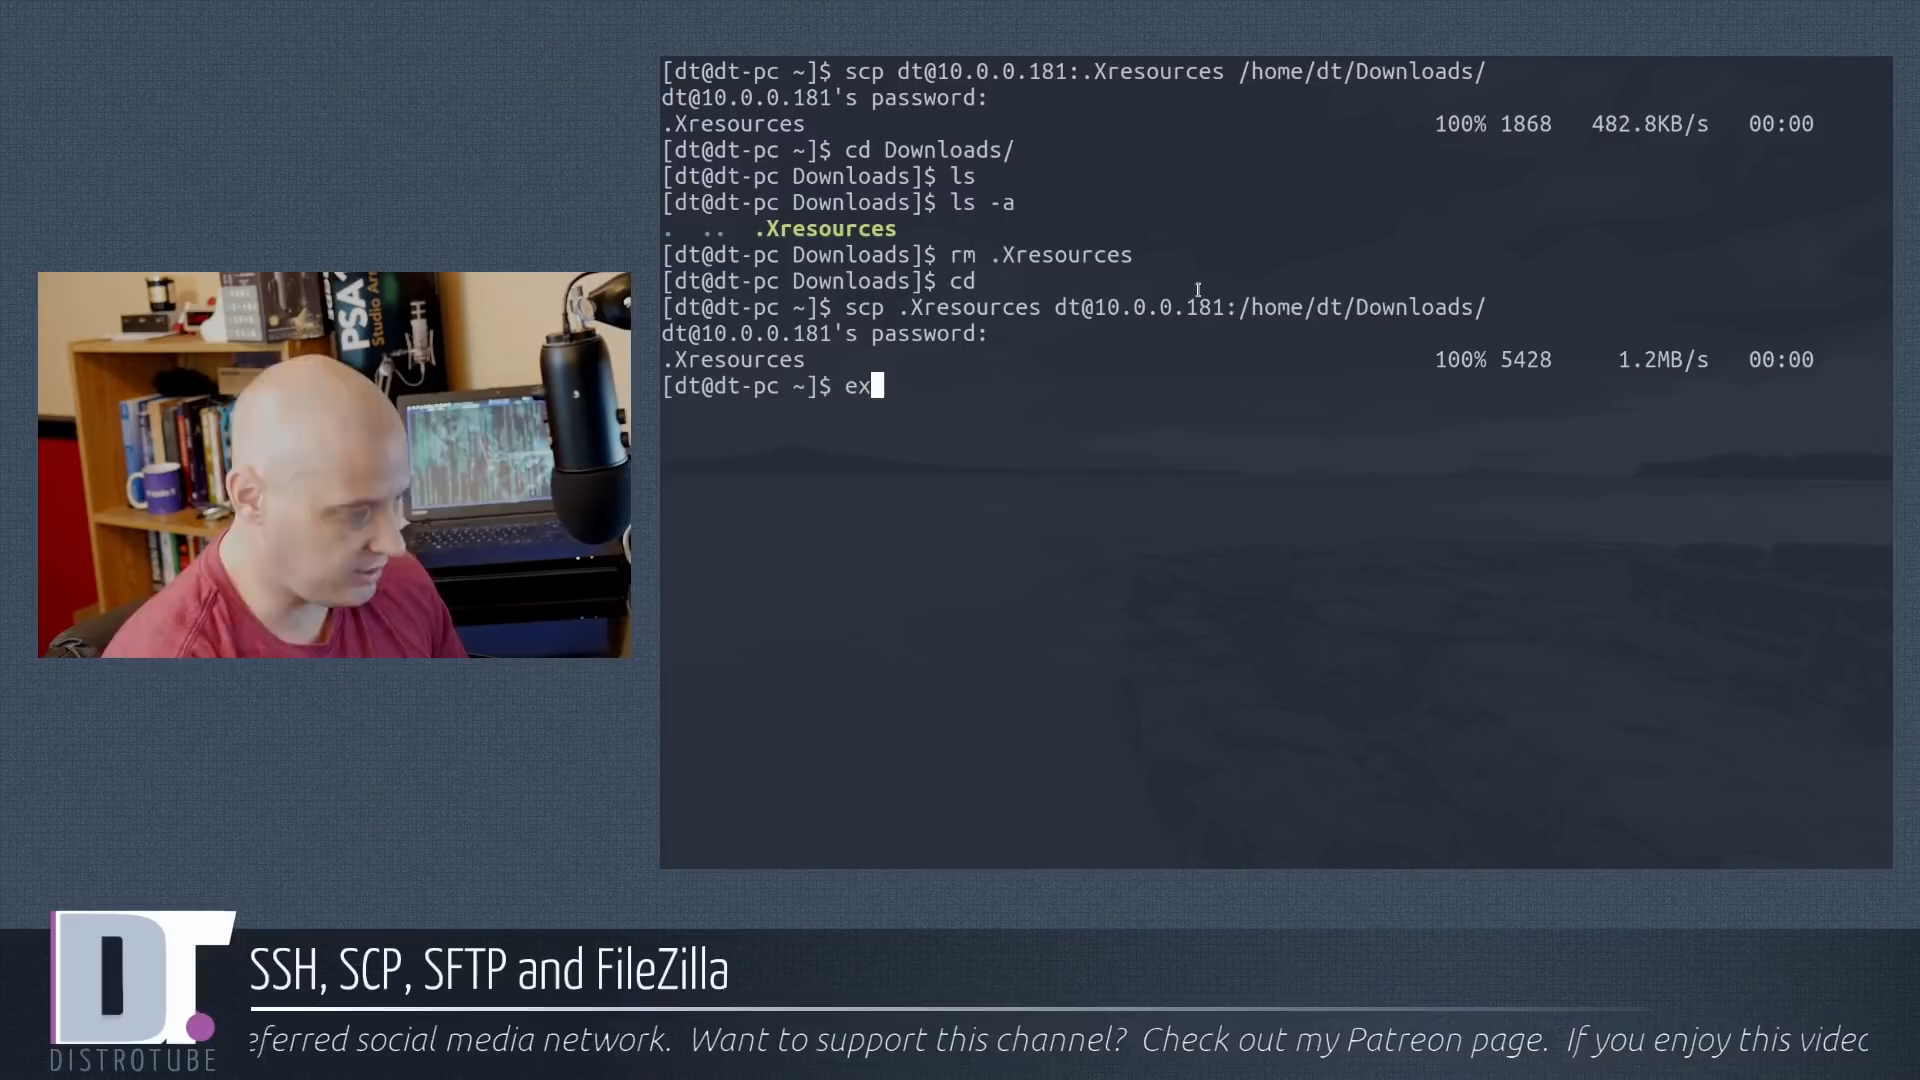 [dt@dt-pc ~]$ scp dt@10.0.0.181:.Xresources /home/dt/Downloads/
dt@10.0.0.181's password:
.Xresources 100% 1868 482.8KB/s 00:00
[dt@dt-pc ~]$ cd Downloads/
[dt@dt-pc Downloads]$ ls
[dt@dt-pc Downloads]$ ls -a
. .. .Xresources
[dt@dt-pc Downloads]$ rm .Xresources
[dt@dt-pc Downloads]$ cd
[dt@dt-pc ~]$ scp .Xresources dt@10.0.0.181:/home/dt/Downloads/
dt@10.0.0.181's password:
.Xresources 100% 5428 1.2MB/s 00:00
[dt@dt-pc ~]$ ex
PSA1
Studio Arm
DT
DISTROTUBE
SSH, SCP, SFTP and FileZilla
eferred social media network. Want to support this channel? Check out my Patreon page. If you enjoy this video